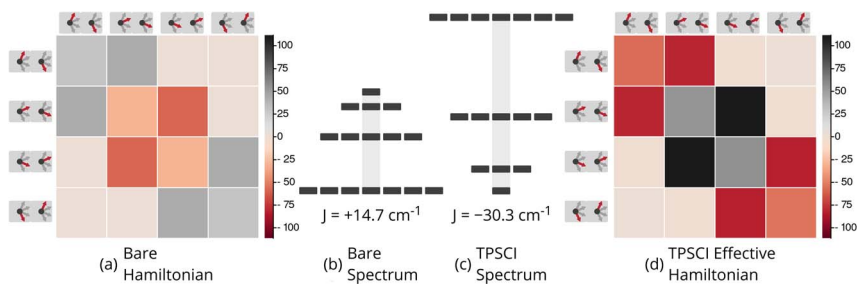 100
75
50
25
0
25
50
75
100
J = +14.7 cm⁻¹
J = −30.3 cm⁻¹
100
75
50
25
0
25
50
75
100
(a) Bare
Hamiltonian
(b) Bare
Spectrum
(c) TPSCI
Spectrum
(d) TPSCI Effective
Hamiltonian